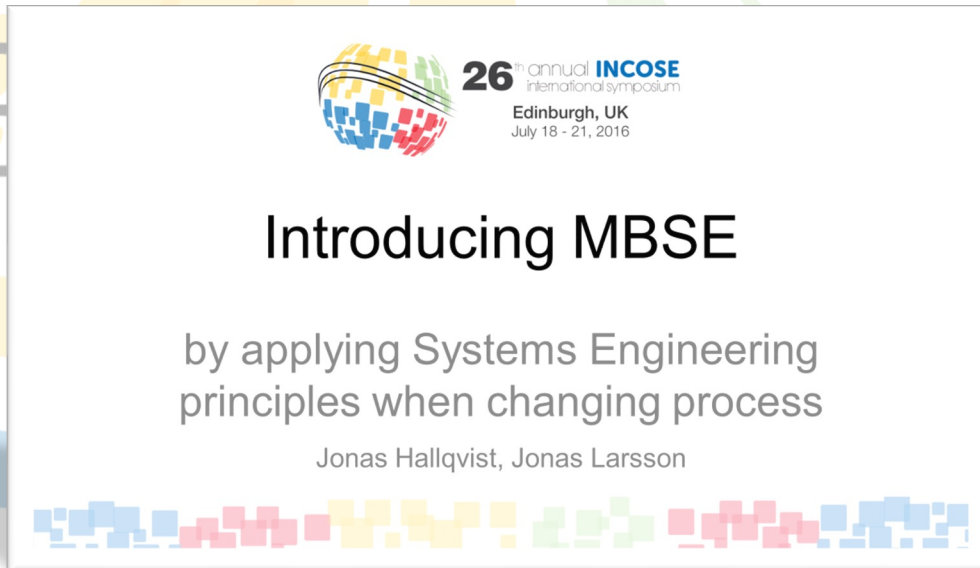 26th annual INCOSE
international symposium
Edinburgh, UK
July 18 - 21, 2016
Introducing MBSE
by applying Systems Engineering
principles when changing process
Jonas Hallqvist, Jonas Larsson